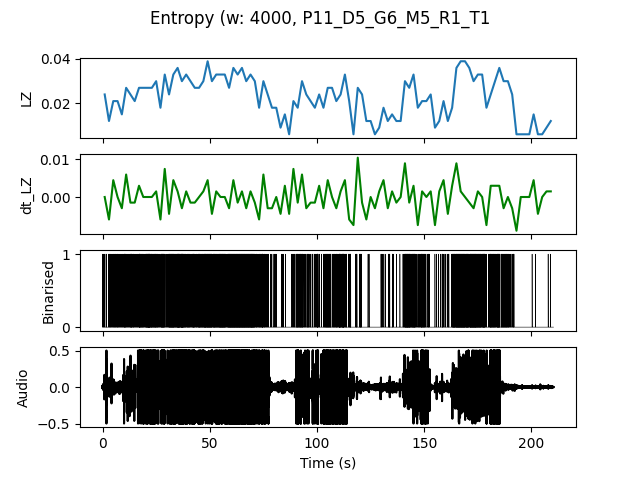 Entropy (w: 4000, P11_D5_G6_M5_R1_T1
0.04
0.02
LZ
0.01
0.00
dt_LZ
1
0
Binarised
0.5
0.0
−0.5
Audio
0 50 100 150 200
Time (s)